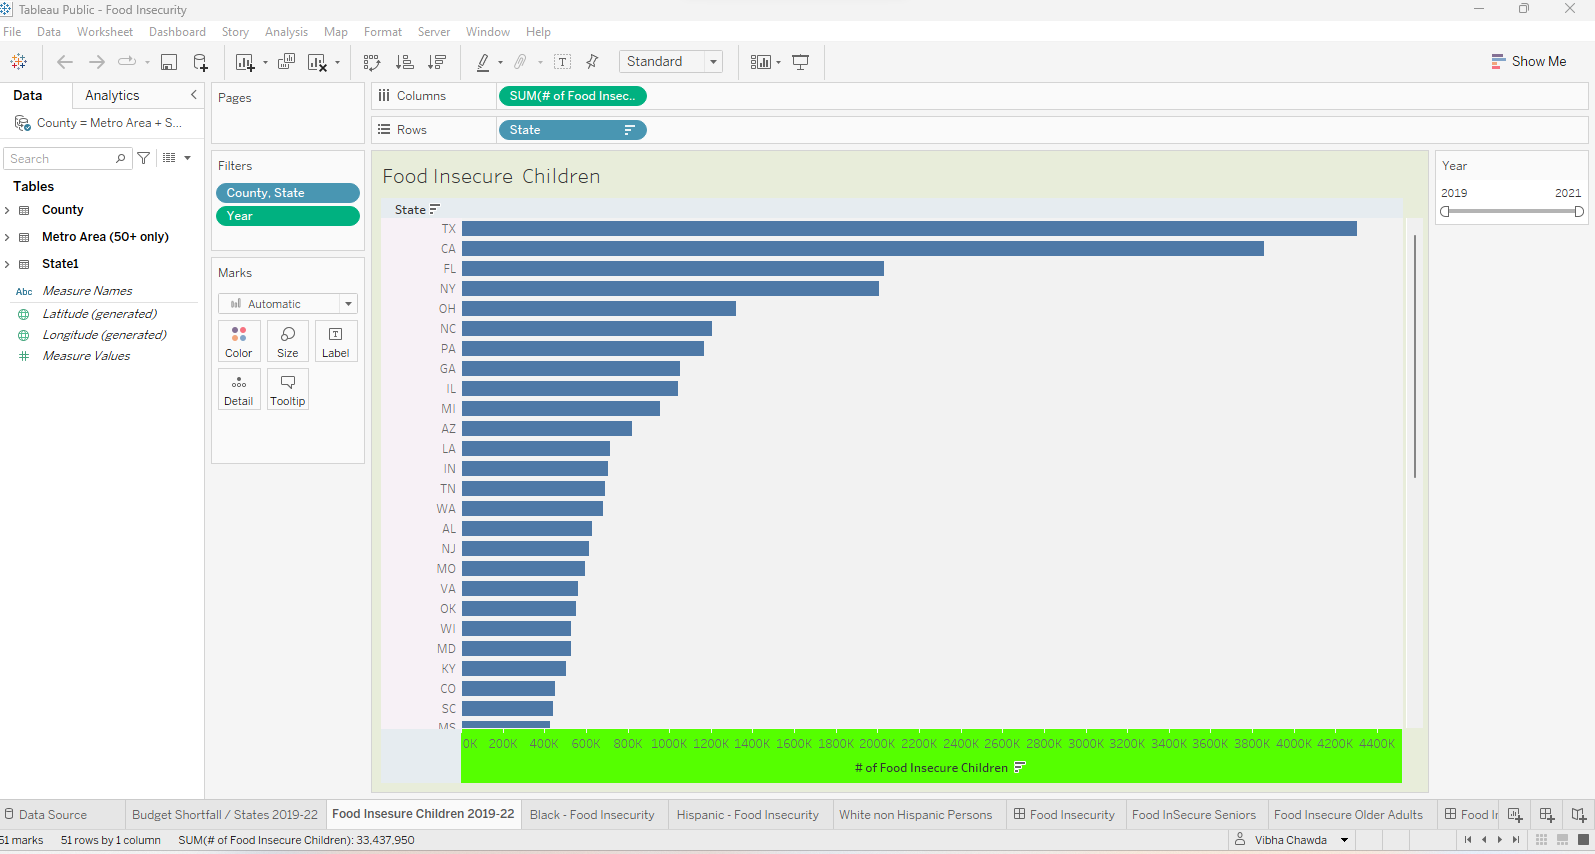 Tableau Public - Food Insecurity
File Data Worksheet Dashboard Story Analysis Map Format Server Window Help
Standard
Show Me
Data Analytics
County = Metro Area + S...
Search
Tables
County
Metro Area (50+ only)
State1
Abc Measure Names
Latitude (generated)
Longitude (generated)
Measure Values
Pages
Filters
County, State
Year
Marks
Automatic
Color Size Label
Detail Tooltip
Columns SUM(# of Food Insec..
Rows State
Food Insecure Children
State
TX
CA
FL
NY
OH
NC
PA
GA
IL
MI
AZ
LA
IN
TN
WA
AL
NJ
MO
VA
OK
WI
MD
KY
CO
SC
MS
0K 200K 400K 600K 800K 1000K 1200K 1400K 1600K 1800K 2000K 2200K 2400K 2600K 2800K 3000K 3200K 3400K 3600K 3800K 4000K 4200K 4400K
# of Food Insecure Children
Year
2019 2021
Data Source Budget Shortfall / States 2019-22 Food Insesure Children 2019-22 Black - Food Insecurity Hispanic - Food Insecurity White non Hispanic Persons Food Insecurity Food InSecure Seniors Food Insecure Older Adults Food Ir
51 marks 51 rows by 1 column SUM(# of Food Insecure Children): 33,437,950 Vibha Chawda